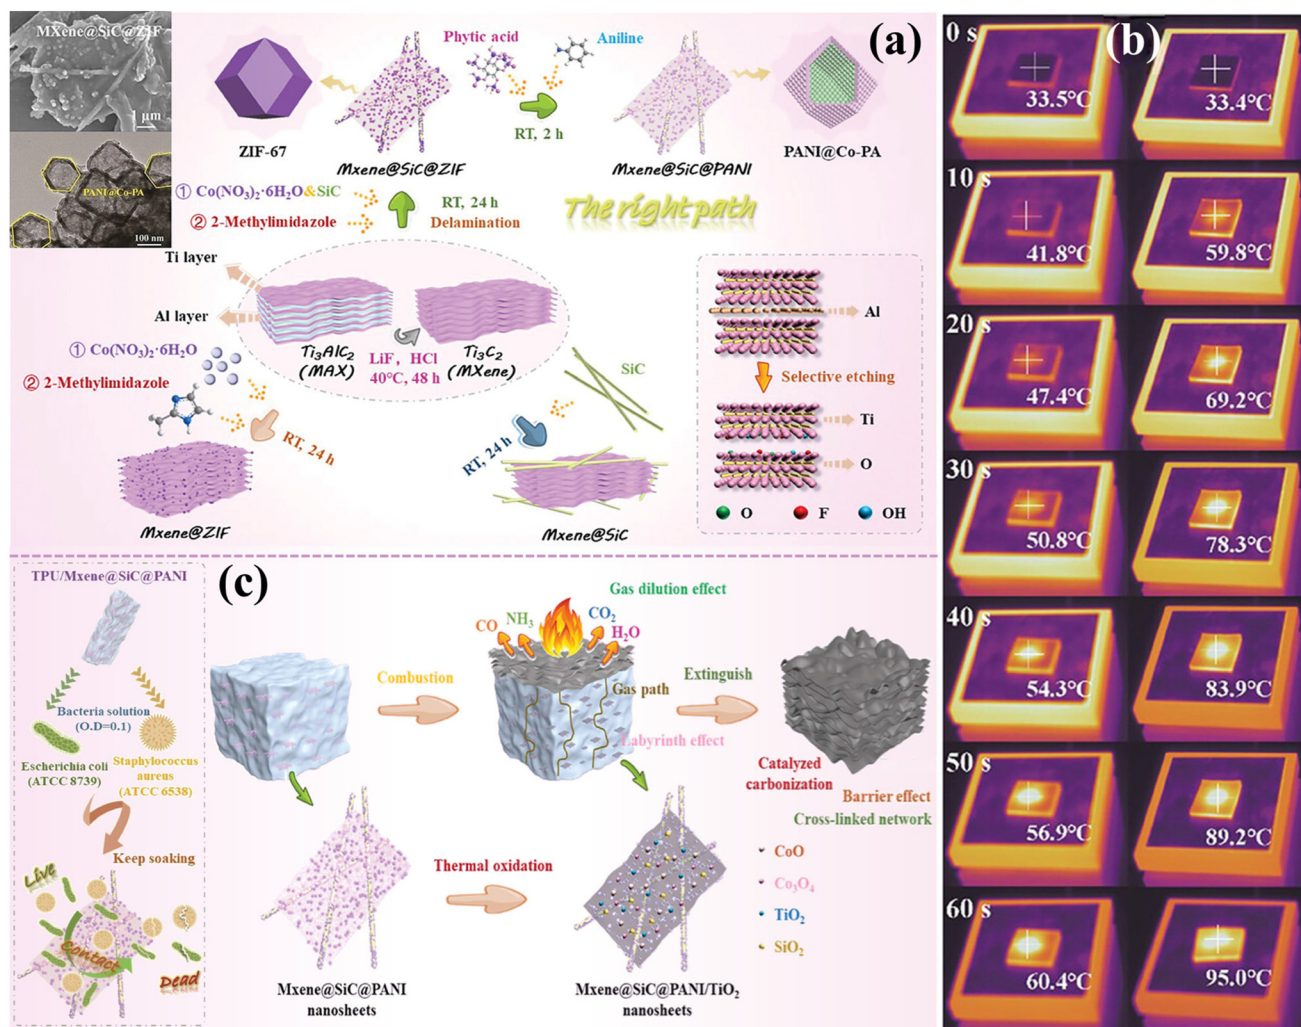 MXene@SiC@ZIF
1 μm
PANI@Co-PA
100 nm
(a)
ZIF-67
Mxene@SiC@ZIF
Phytic acid
Aniline
RT, 2 h
Mxene@SiC@PANI
PANI@Co-PA
① Co(NO₃)₂·6H₂O&SiC
② 2-Methylimidazole
RT, 24 h
Delamination
The right path
Ti layer
Al layer
Ti₃AlC₂
(MAX)
LiF, HCl
40°C, 48 h
Ti₃C₂
(MXene)
① Co(NO₃)₂·6H₂O
② 2-Methylimidazole
RT, 24 h
Mxene@ZIF
SiC
RT, 24 h
Mxene@SiC
Al
Selective etching
Ti
O
O F OH
(b)
0 s
33.5°C 33.4°C
10 s
41.8°C 59.8°C
20 s
47.4°C 69.2°C
30 s
50.8°C 78.3°C
40 s
54.3°C 83.9°C
50 s
56.9°C 89.2°C
60 s
60.4°C 95.0°C
(c)
TPU/Mxene@SiC@PANI
Bacteria solution
(O.D=0.1)
Escherichia coli
(ATCC 8739)
Staphylococcus
aureus
(ATCC 6538)
Keep soaking
Live
Contact
Dead
Combustion
Gas dilution effect
CO
NH₃
CO₂
H₂O
Gas path
Labyrinth effect
Extinguish
Catalyzed
carbonization
Barrier effect
Cross-linked network
Thermal oxidation
CoO
Co₃O₄
TiO₂
SiO₂
Mxene@SiC@PANI
nanosheets
Mxene@SiC@PANI/TiO₂
nanosheets